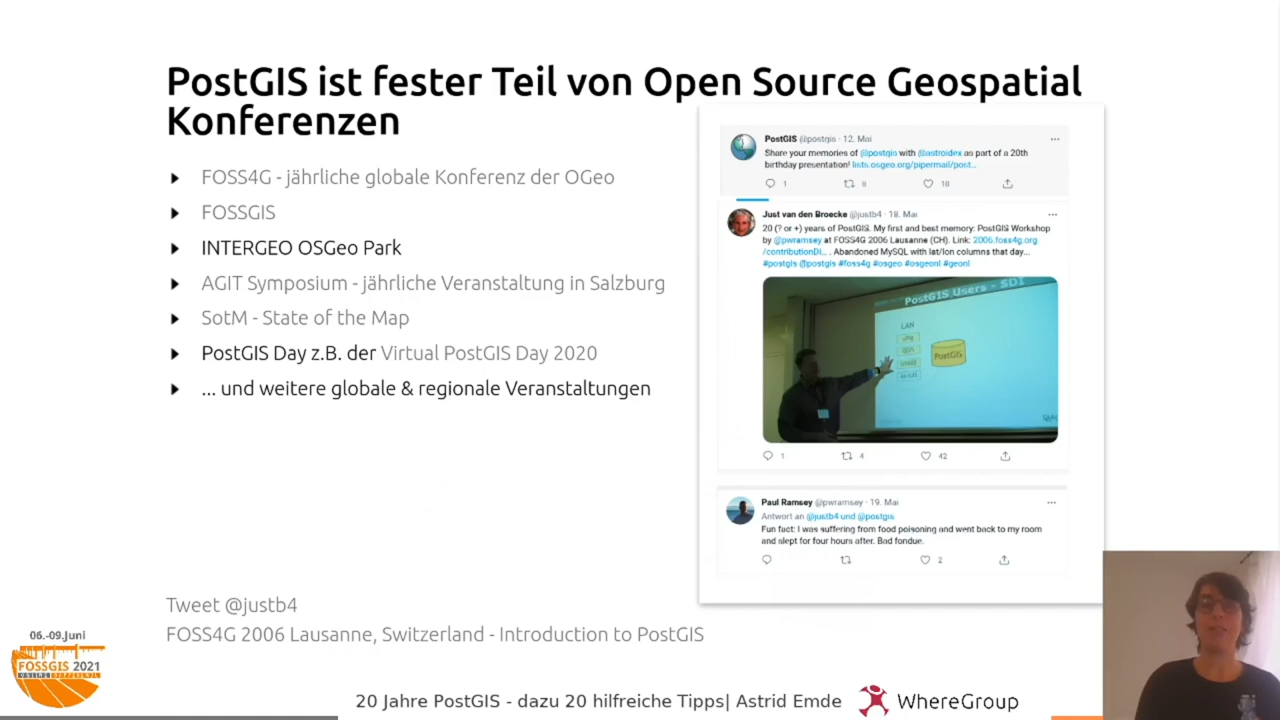 PostGIS ist fester Teil von Open Source Geospatial
Konferenzen
FOSS4G - jährliche globale Konferenz der OGeo
FOSSGIS
INTERGEO OSGeo Park
AGIT Symposium - jährliche Veranstaltung in Salzburg
SotM - State of the Map
PostGIS Day z.B. der Virtual PostGIS Day 2020
... und weitere globale & regionale Veranstaltungen
PostGIS @postgis · 12. Mai
Share your memories of @postgis with @astroidex as part of a 20th
birthday presentation! lists.osgeo.org/pipermail/post...
1 8 18
Just van den Broecke @justb4 · 18. Mai
20 (? or +) years of PostGIS. My first and best memory: PostGIS Workshop
by @pwramsey at FOSS4G 2006 Lausanne (CH). Link: 2006.foss4g.org
/contributionDi... . Abandoned MySQL with lat/lon columns that day...
#postgis @postgis #foss4g #osgeo #osgeonl #geonl
PostGIS Users - SDI
LAN
PostGIS
1 4 42
Paul Ramsey @pwramsey · 19. Mai
Antwort an @justb4 und @postgis
Fun fact: I was suffering from food poisoning and went back to my room
and slept for four hours after. Bad fondue.
2
Tweet @justb4
FOSS4G 2006 Lausanne, Switzerland - Introduction to PostGIS
06.-09.Juni
FOSSGIS 2021
ONLINE
20 Jahre PostGIS - dazu 20 hilfreiche Tipps| Astrid Emde
WhereGroup